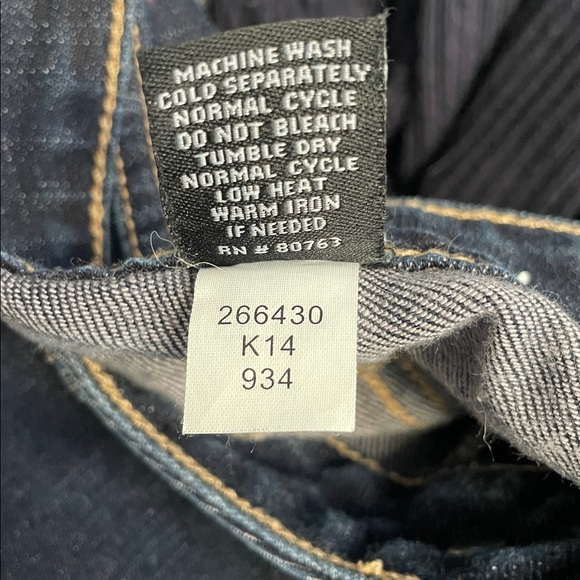 MACHINE WASH
COLD SEPARATELY
NORMAL CYCLE
DO NOT BLEACH
TUMBLE DRY
NORMAL CYCLE
LOW HEAT
WARM IRON
IF NEEDED
RN # 80763
266430
K14
934